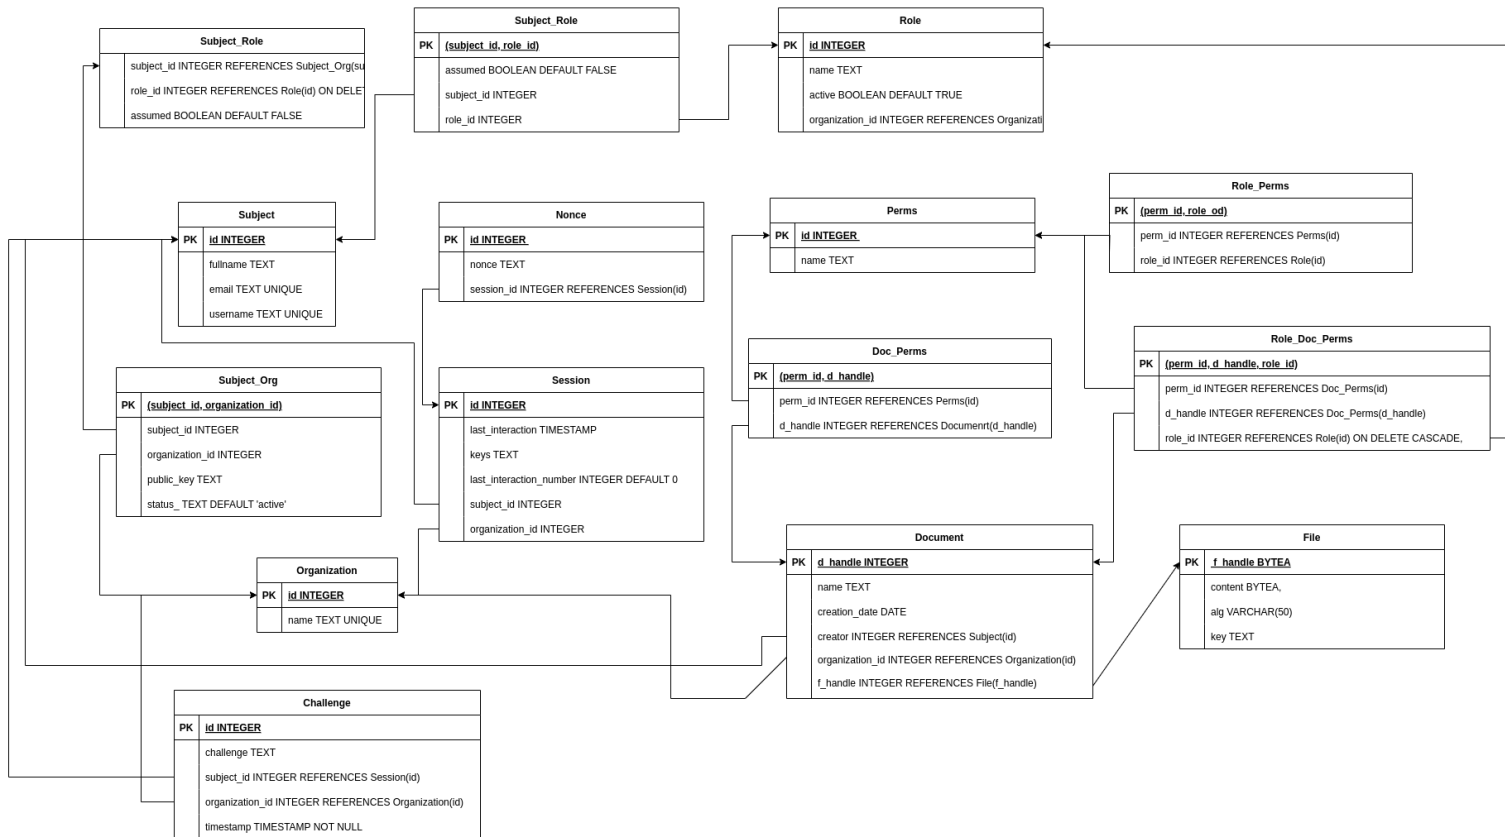 Subject_Role
subject_id INTEGER REFERENCES Subject_Org(su
role_id INTEGER REFERENCES Role(id) ON DELET
assumed BOOLEAN DEFAULT FALSE
Subject_Role
PK (subject_id, role_id)
assumed BOOLEAN DEFAULT FALSE
subject_id INTEGER
role_id INTEGER
Role
PK id INTEGER
name TEXT
active BOOLEAN DEFAULT TRUE
organization_id INTEGER REFERENCES Organizati
Subject
PK id INTEGER
fullname TEXT
email TEXT UNIQUE
username TEXT UNIQUE
Nonce
PK id INTEGER
nonce TEXT
session_id INTEGER REFERENCES Session(id)
Perms
PK id INTEGER
name TEXT
Role_Perms
PK (perm_id, role_od)
perm_id INTEGER REFERENCES Perms(id)
role_id INTEGER REFERENCES Role(id)
Subject_Org
PK (subject_id, organization_id)
subject_id INTEGER
organization_id INTEGER
public_key TEXT
status_ TEXT DEFAULT 'active'
Session
PK id INTEGER
last_interaction TIMESTAMP
keys TEXT
last_interaction_number INTEGER DEFAULT 0
subject_id INTEGER
organization_id INTEGER
Doc_Perms
PK (perm_id, d_handle)
perm_id INTEGER REFERENCES Perms(id)
d_handle INTEGER REFERENCES Documenrt(d_handle)
Role_Doc_Perms
PK (perm_id, d_handle, role_id)
perm_id INTEGER REFERENCES Doc_Perms(id)
d_handle INTEGER REFERENCES Doc_Perms(d_handle)
role_id INTEGER REFERENCES Role(id) ON DELETE CASCADE,
Organization
PK id INTEGER
name TEXT UNIQUE
Document
PK d_handle INTEGER
name TEXT
creation_date DATE
creator INTEGER REFERENCES Subject(id)
organization_id INTEGER REFERENCES Organization(id)
f_handle INTEGER REFERENCES File(f_handle)
File
PK f_handle BYTEA
content BYTEA,
alg VARCHAR(50)
key TEXT
Challenge
PK id INTEGER
challenge TEXT
subject_id INTEGER REFERENCES Session(id)
organization_id INTEGER REFERENCES Organization(id)
timestamp TIMESTAMP NOT NULL